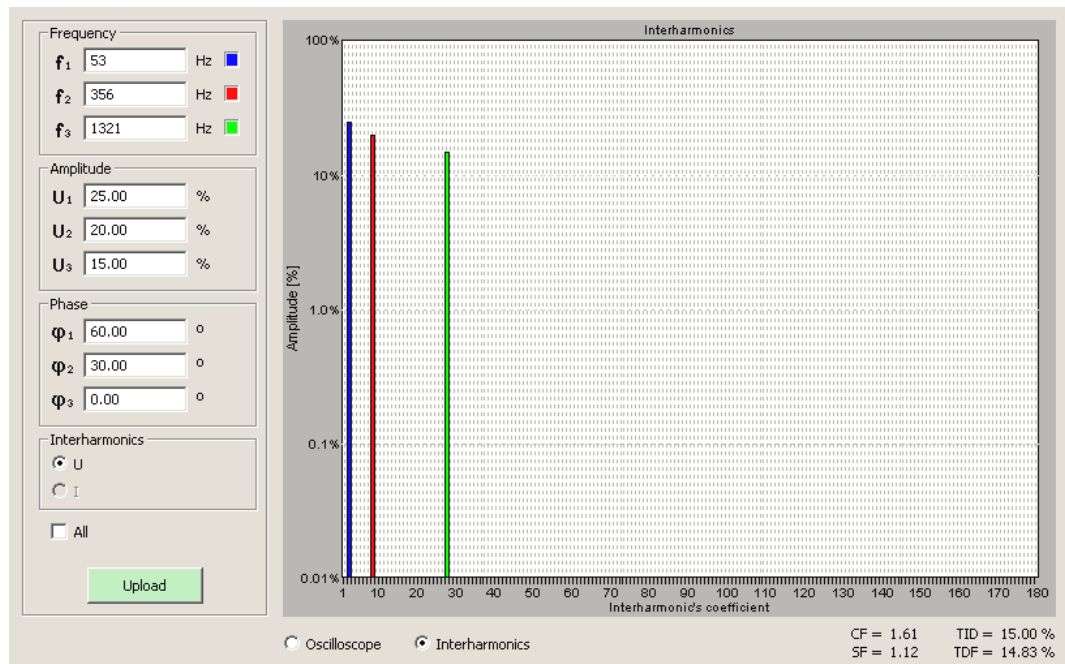 Frequency
f₁ 53 Hz
f₂ 356 Hz
f₃ 1321 Hz
Amplitude
U₁ 25.00 %
U₂ 20.00 %
U₃ 15.00 %
Phase
φ₁ 60.00 °
φ₂ 30.00 °
φ₃ 0.00 °
Interharmonics
U
I
All
Upload
Interharmonics
100%
10%
1.0%
0.1%
0.01%
Amplitude [%]
1 10 20 30 40 50 60 70 80 90 100 110 120 130 140 150 160 170 180
Interharmonic's coefficient
Oscilloscope Interharmonics
CF = 1.61 TID = 15.00 %
SF = 1.12 TDF = 14.83 %